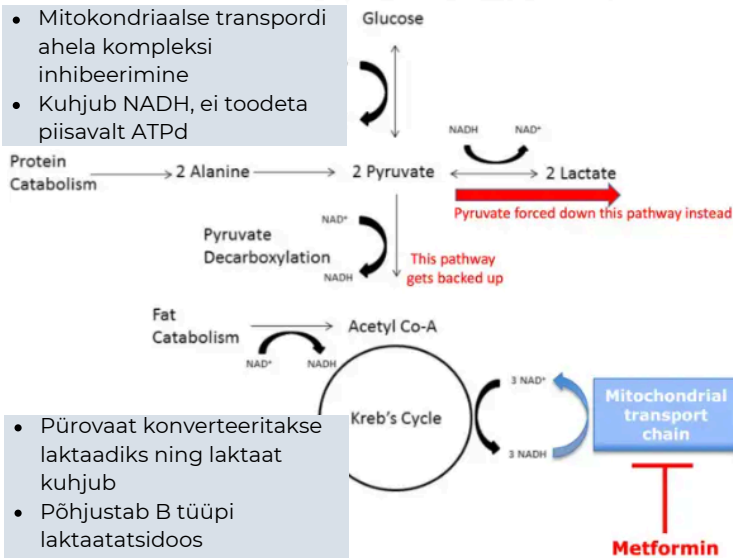 • Mitokondriaalse transpordi
ahela kompleksi
inhibeerimine
• Kuhjub NADH, ei toodeta
piisavalt ATPd
Glucose
NADH NAD⁺
Protein
Catabolism
2 Alanine
2 Pyruvate
2 Lactate
Pyruvate forced down this pathway instead
NAD⁺
Pyruvate
Decarboxylation
NADH
This pathway
gets backed up
Fat
Catabolism
Acetyl Co-A
NAD⁺ NADH
Kreb's Cycle
3 NAD⁺
3 NADH
Mitochondrial
transport
chain
• Pürovaat konverteeritakse
laktaadiks ning laktaat
kuhjub
• Põhjustab B tüüpi
laktaatatsidoos
Metformin